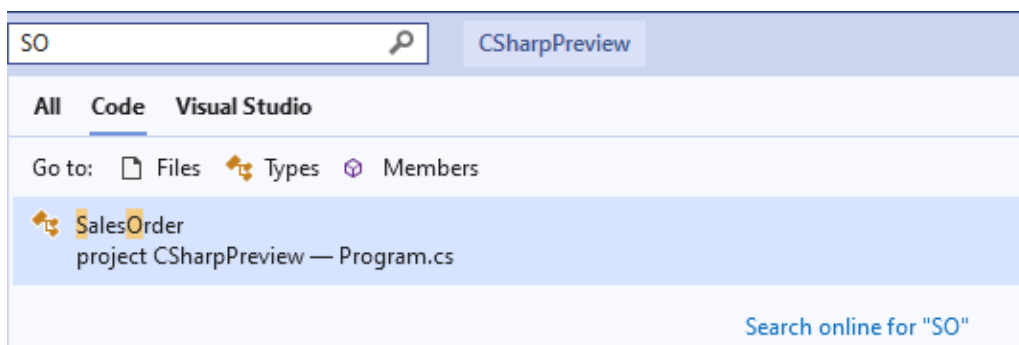 SO CSharpPreview
All Code Visual Studio
Go to: Files Types Members
SalesOrder
project CSharpPreview — Program.cs
Search online for "SO"